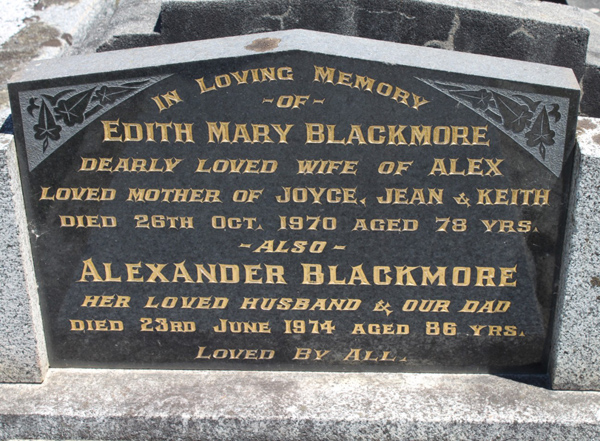 In Loving Memory
-OF-
Edith Mary Blackmore
DEARLY LOVED WIFE OF ALEX
LOVED MOTHER OF JOYCE, JEAN & KEITH
DIED 26TH OCT. 1970 AGED 78 YRS.
-ALSO-
Alexander Blackmore
HER LOVED HUSBAND & OUR DAD
DIED 23RD JUNE 1974 AGED 86 YRS.
Loved By All.